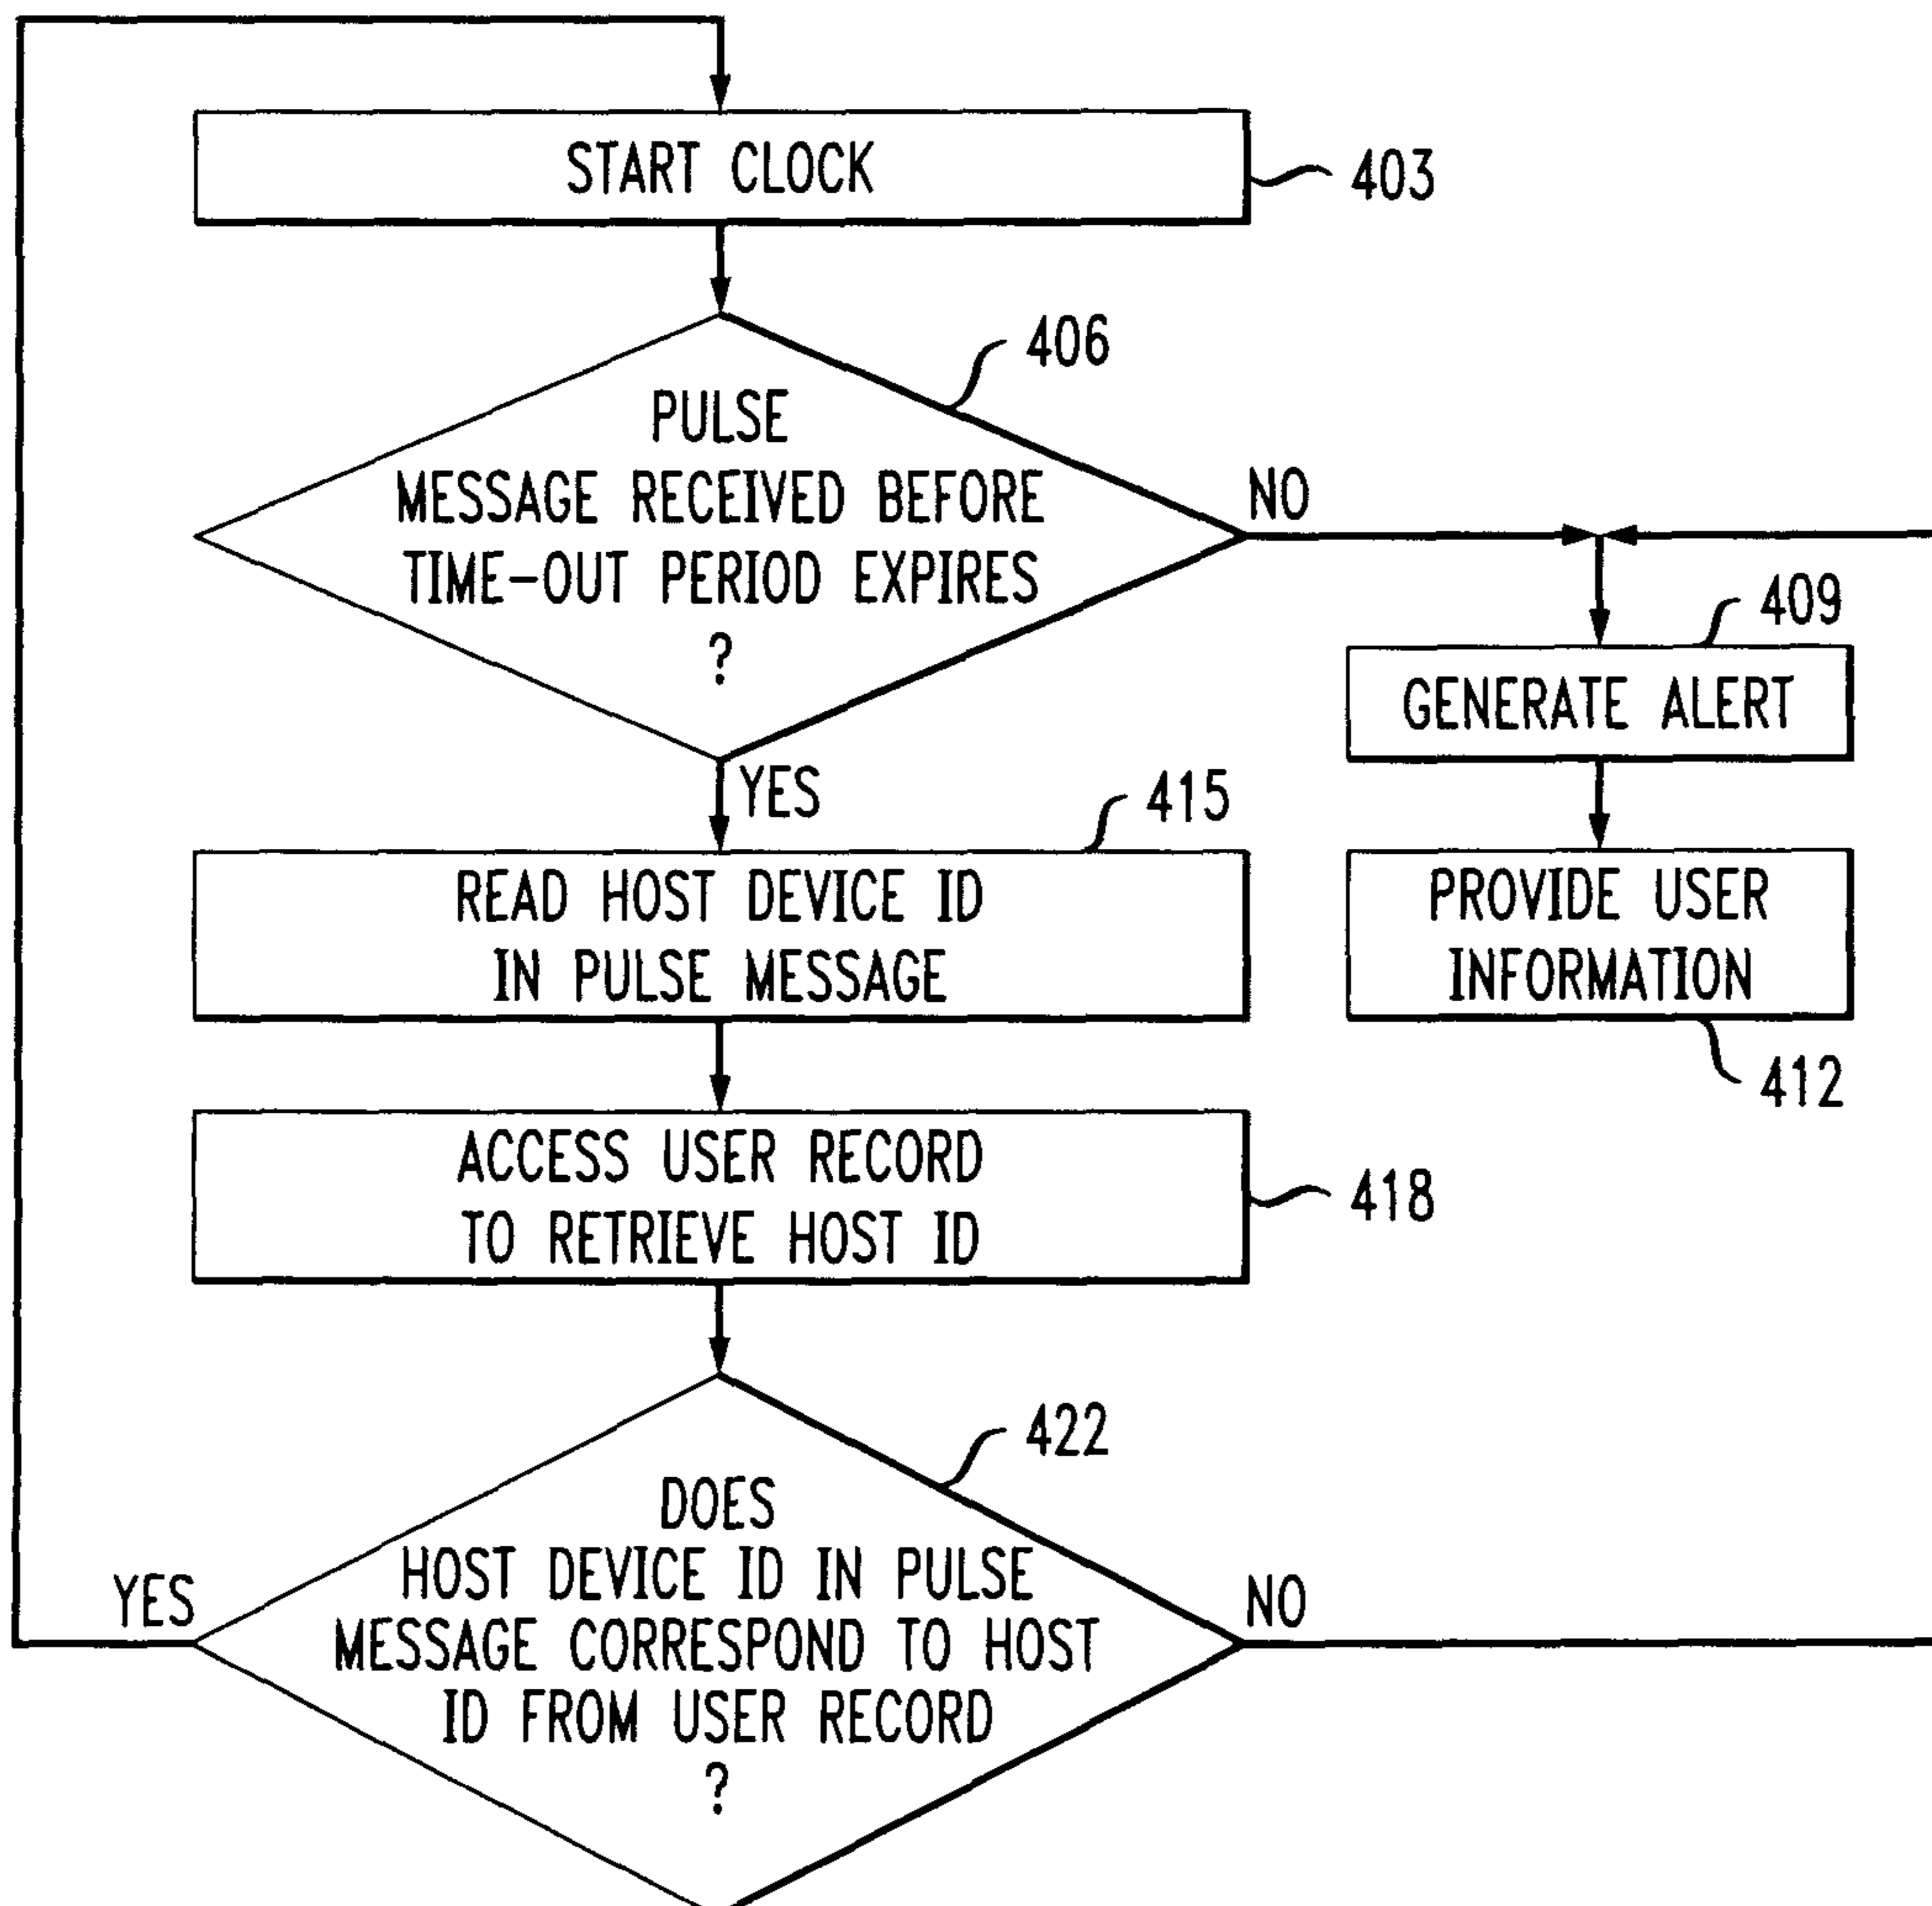 START CLOCK
403
406
PULSE
MESSAGE RECEIVED BEFORE
TIME-OUT PERIOD EXPIRES
?
NO
YES
409
GENERATE ALERT
415
READ HOST DEVICE ID
IN PULSE MESSAGE
PROVIDE USER
INFORMATION
412
ACCESS USER RECORD
TO RETRIEVE HOST ID
418
422
DOES
HOST DEVICE ID IN PULSE
MESSAGE CORRESPOND TO HOST
ID FROM USER RECORD
?
YES
NO